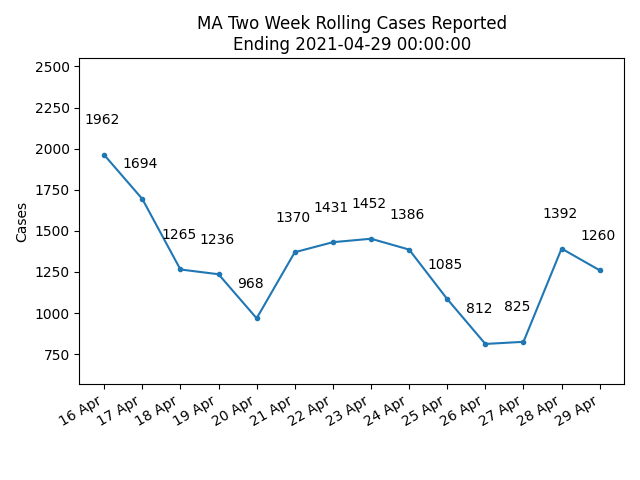 MA Two Week Rolling Cases Reported
Ending 2021-04-29 00:00:00
Cases
2500
2250
2000
1750
1500
1250
1000
750
1962
1694
1265
1236
968
1370
1431
1452
1386
1085
812
825
1392
1260
16 Apr
17 Apr
18 Apr
19 Apr
20 Apr
21 Apr
22 Apr
23 Apr
24 Apr
25 Apr
26 Apr
27 Apr
28 Apr
29 Apr